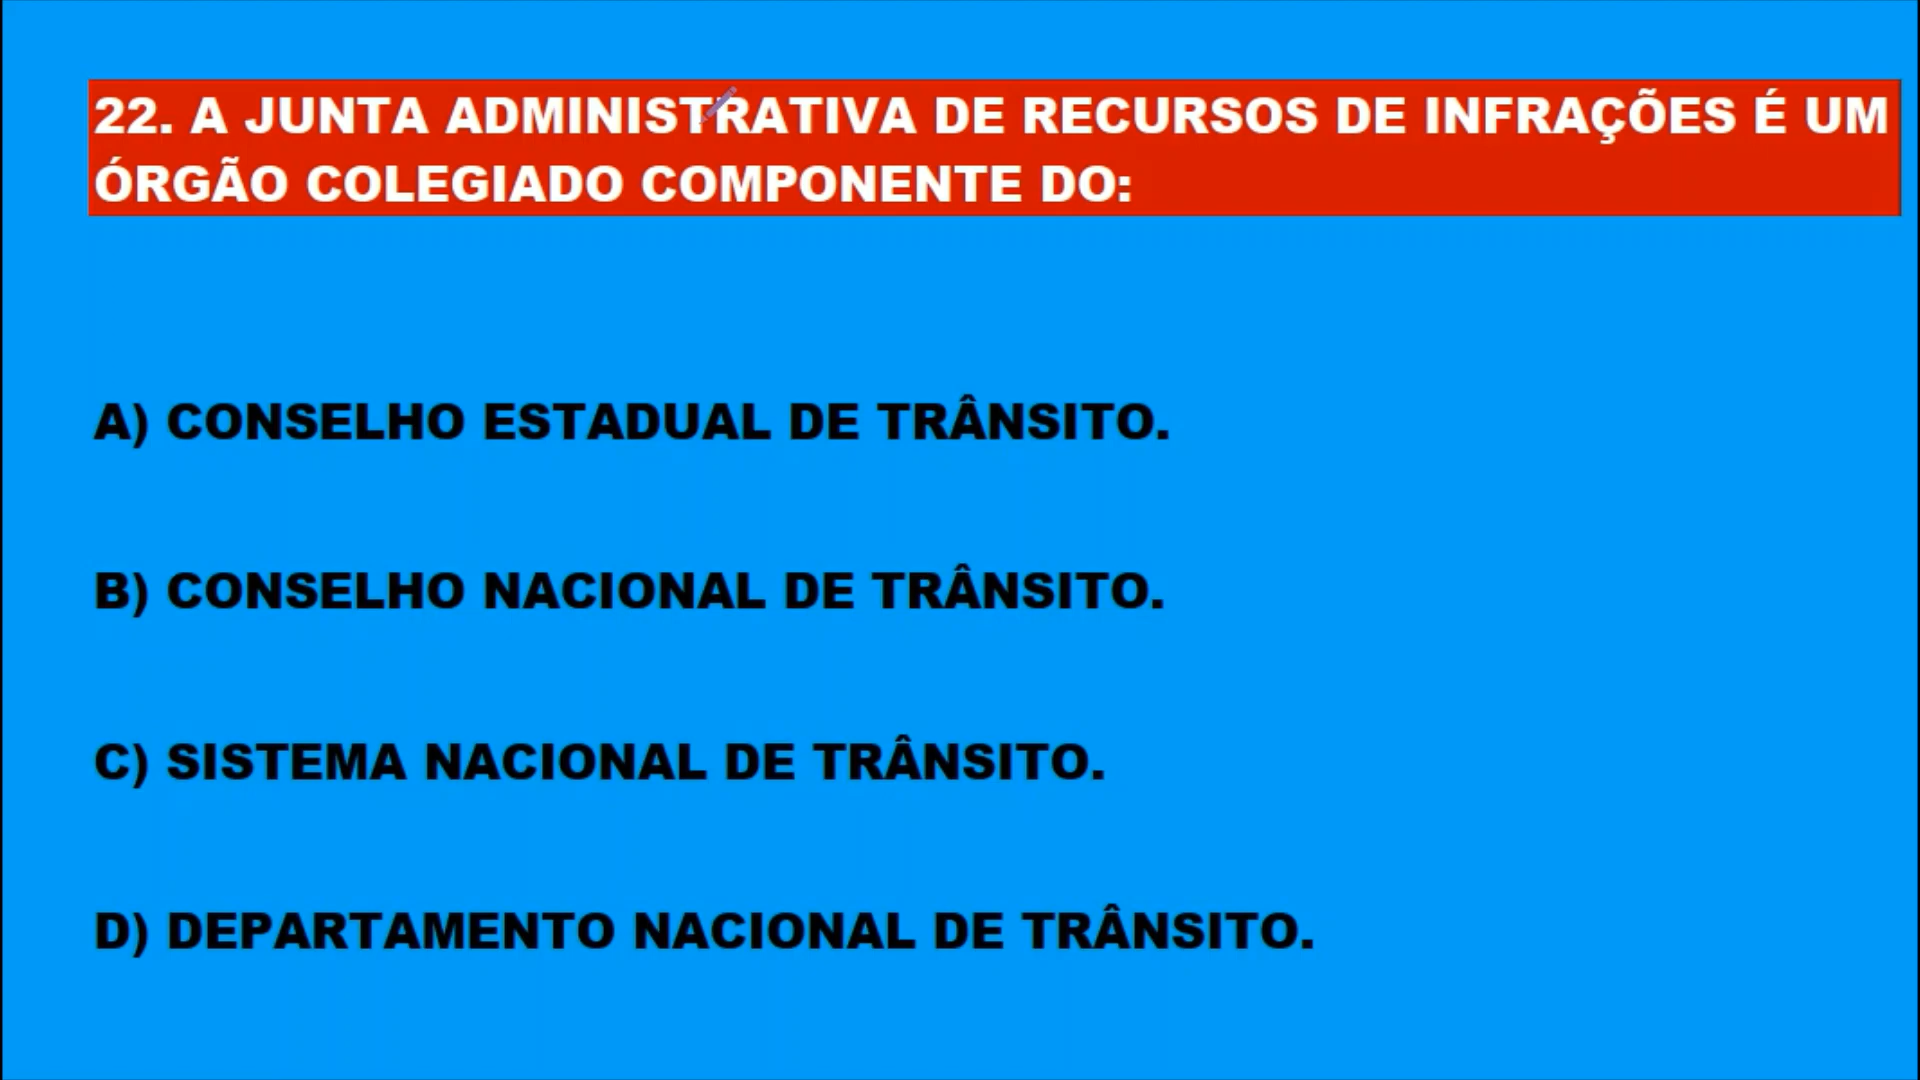 22. A JUNTA ADMINISTRATIVA DE RECURSOS DE INFRAÇÕES É UM
ÓRGÃO COLEGIADO COMPONENTE DO:
A) CONSELHO ESTADUAL DE TRÂNSITO.
B) CONSELHO NACIONAL DE TRÂNSITO.
C) SISTEMA NACIONAL DE TRÂNSITO.
D) DEPARTAMENTO NACIONAL DE TRÂNSITO.